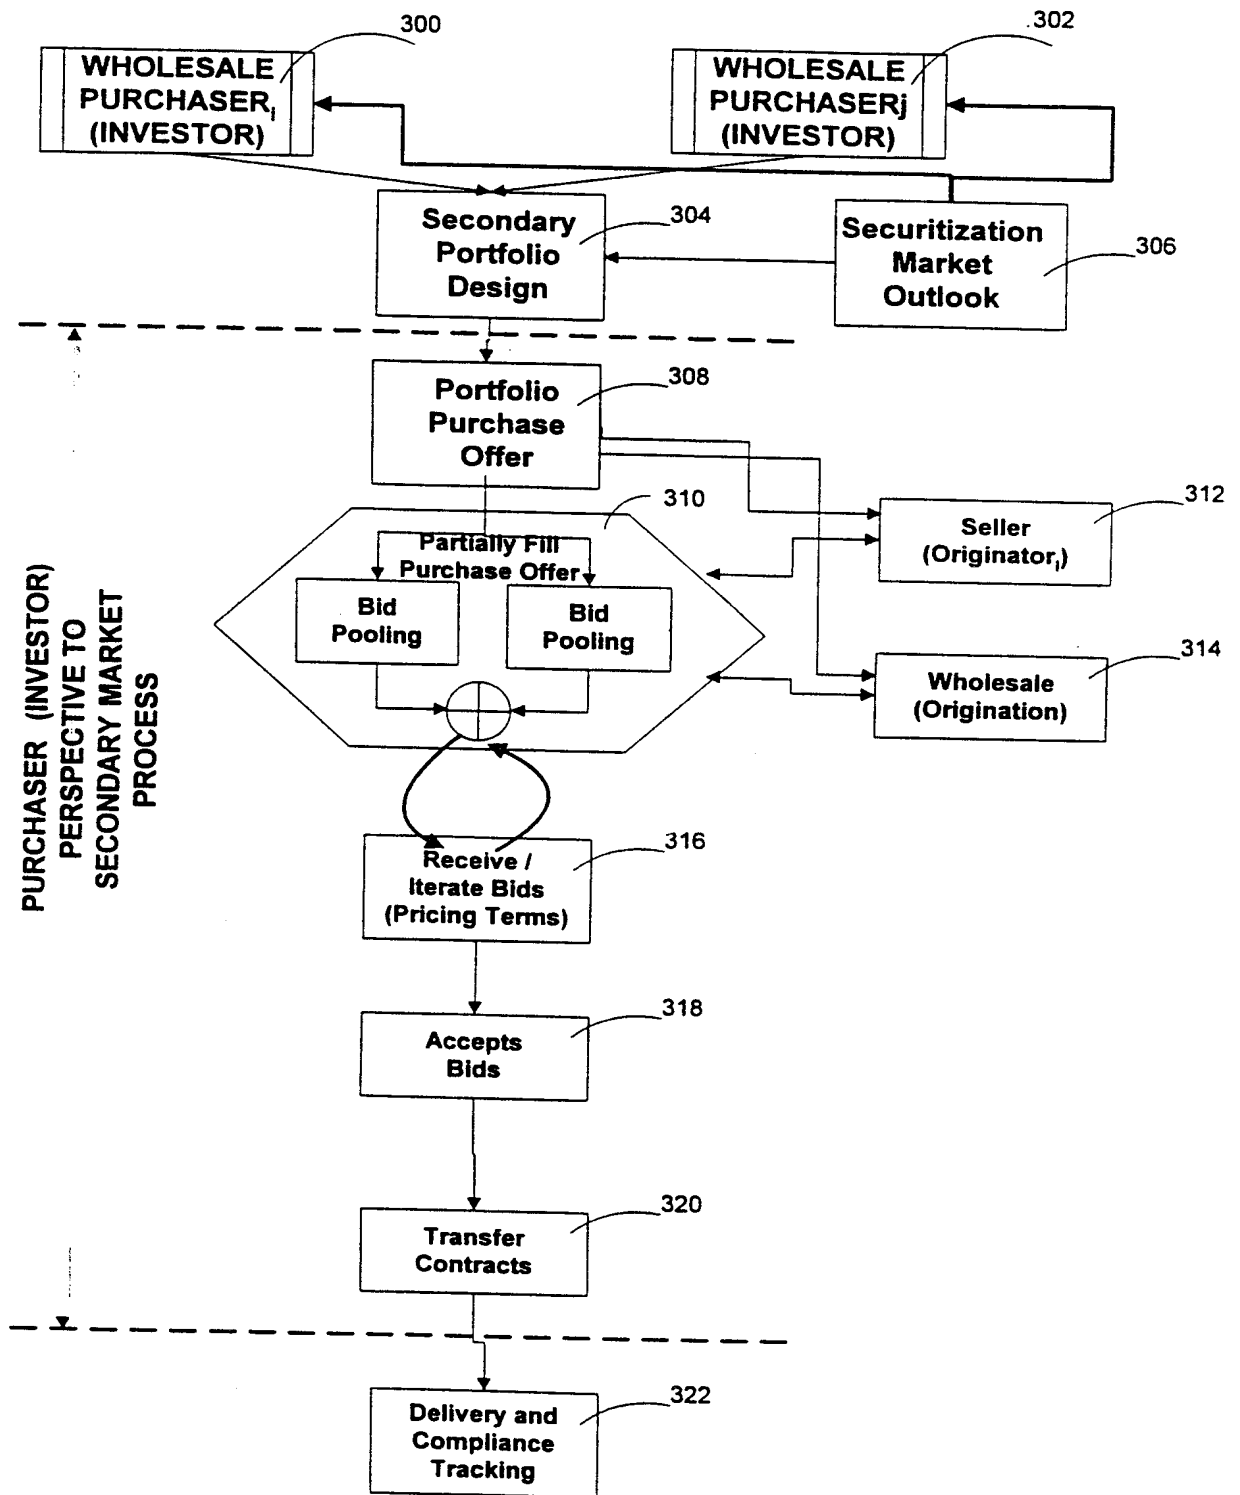 300
WHOLESALE
PURCHASERi
(INVESTOR)
.302
WHOLESALE
PURCHASERj
(INVESTOR)
Secondary
Portfolio
Design
304
Securitization
Market
Outlook
306
Portfolio
Purchase
Offer
308
310
Partially Fill
Purchase Offer
Bid
Pooling
Bid
Pooling
Seller
(Originatori)
312
Wholesale
(Origination)
314
PURCHASER (INVESTOR)
PERSPECTIVE TO
SECONDARY MARKET
PROCESS
Receive /
Iterate Bids
(Pricing Terms)
316
Accepts
Bids
318
Transfer
Contracts
320
Delivery and
Compliance
Tracking
322